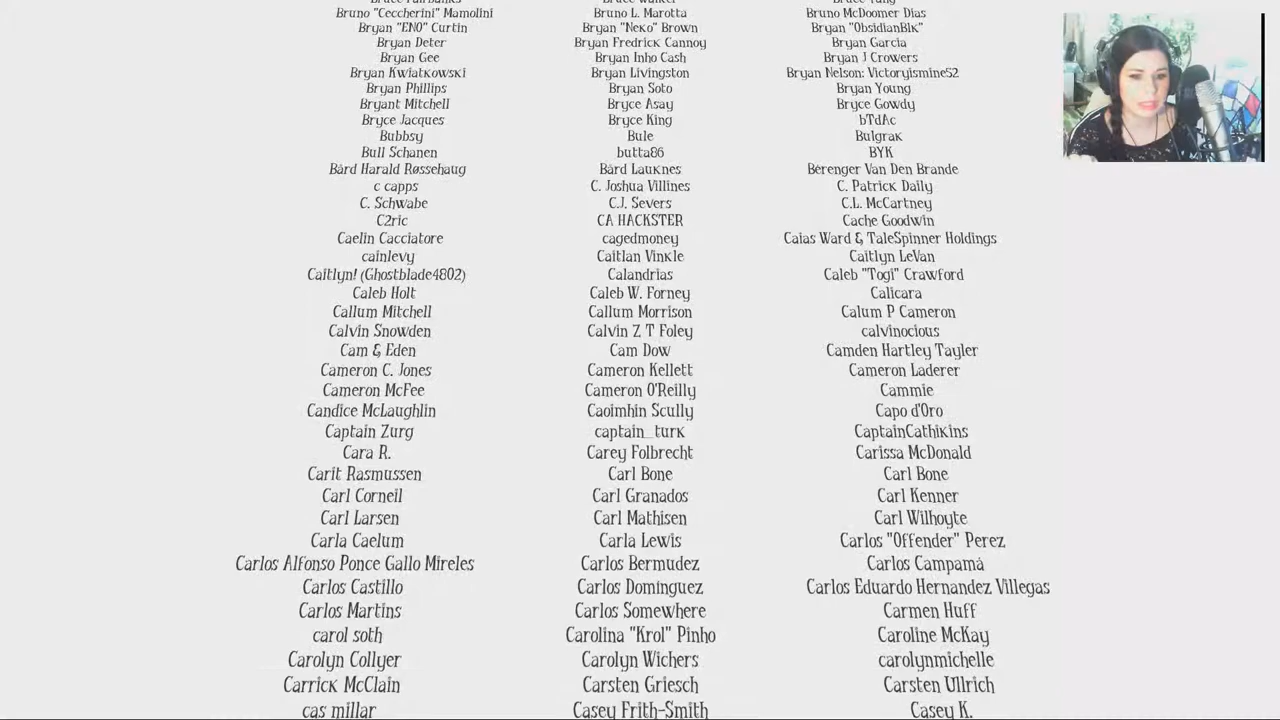 Bruce Fairbanks Bruce Walker Bruce Yang
Bruno "Ceccherini" Mamolini Bruno L. Marotta Bruno McDoomer Dias
Bryan "ENO" Curtin Bryan "Neko" Brown Bryan "ObsidianBlk"
Bryan Deter Bryan Fredrick Cannoy Bryan Garcia
Bryan Gee Bryan Inho Cash Bryan J Crowers
Bryan Kwiatkowski Bryan Livingston Bryan Nelson: Victoryismine52
Bryan Phillips Bryan Soto Bryan Young
Bryant Mitchell Bryce Asay Bryce Gowdy
Bryce Jacques Bryce King bTdAc
Bubbsy Bule Bulgrak
Bull Schanen butta86 BYK
Bård Harald Røssehaug Bård Lauknes Bérenger Van Den Brande
c capps C. Joshua Villines C. Patrick Daily
C. Schwabe C.J. Severs C.L. McCartney
C2ric CA HACKSTER Cache Goodwin
Caelin Cacciatore cagedmoney Caias Ward & TaleSpinner Holdings
cainlevy Caitlan Vinkle Caitlyn LeVan
Caitlyn! (Ghostblade4802) Calandrias Caleb "Togi" Crawford
Caleb Holt Caleb W. Forney Calicara
Callum Mitchell Callum Morrison Calum P Cameron
Calvin Snowden Calvin Z T Foley calvinocious
Cam & Eden Cam Dow Camden Hartley Tayler
Cameron C. Jones Cameron Kellett Cameron Laderer
Cameron McFee Cameron O'Reilly Cammie
Candice McLaughlin Caoimhin Scully Capo d'Oro
Captain Zurg captain_turk CaptainCathikins
Cara R. Carey Folbrecht Carissa McDonald
Carit Rasmussen Carl Bone Carl Bone
Carl Corneil Carl Granados Carl Kenner
Carl Larsen Carl Mathisen Carl Wilhoyte
Carla Caelum Carla Lewis Carlos "Offender" Perez
Carlos Alfonso Ponce Gallo Mireles Carlos Bermudez Carlos Campamà
Carlos Castillo Carlos Domínguez Carlos Eduardo Hernandez Villegas
Carlos Martins Carlos Somewhere Carmen Huff
carol soth Carolina "Krol" Pinho Caroline McKay
Carolyn Collyer Carolyn Wichers carolynmichelle
Carrick McClain Carsten Griesch Carsten Ullrich
cas millar Casey Frith-Smith Casey K.